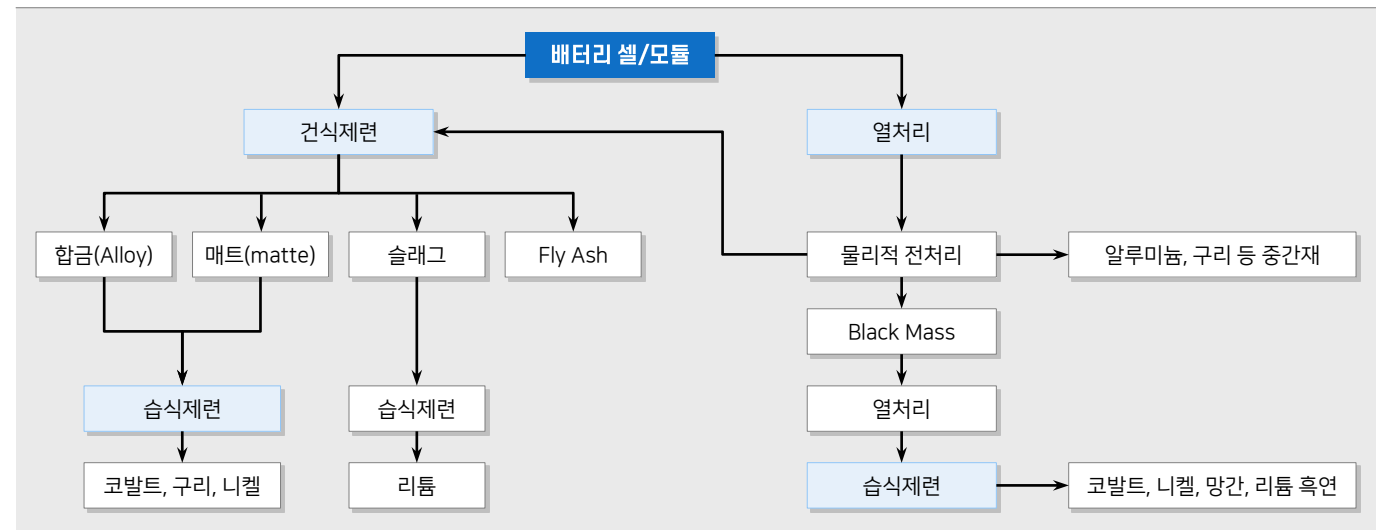 배터리 셀/모듈
건식제련
열처리
합금(Alloy)
매트(matte)
슬래그
Fly Ash
물리적 전처리
알루미늄, 구리 등 중간재
Black Mass
습식제련
습식제련
열처리
코발트, 구리, 니켈
리튬
습식제련
코발트, 니켈, 망간, 리튬 흑연